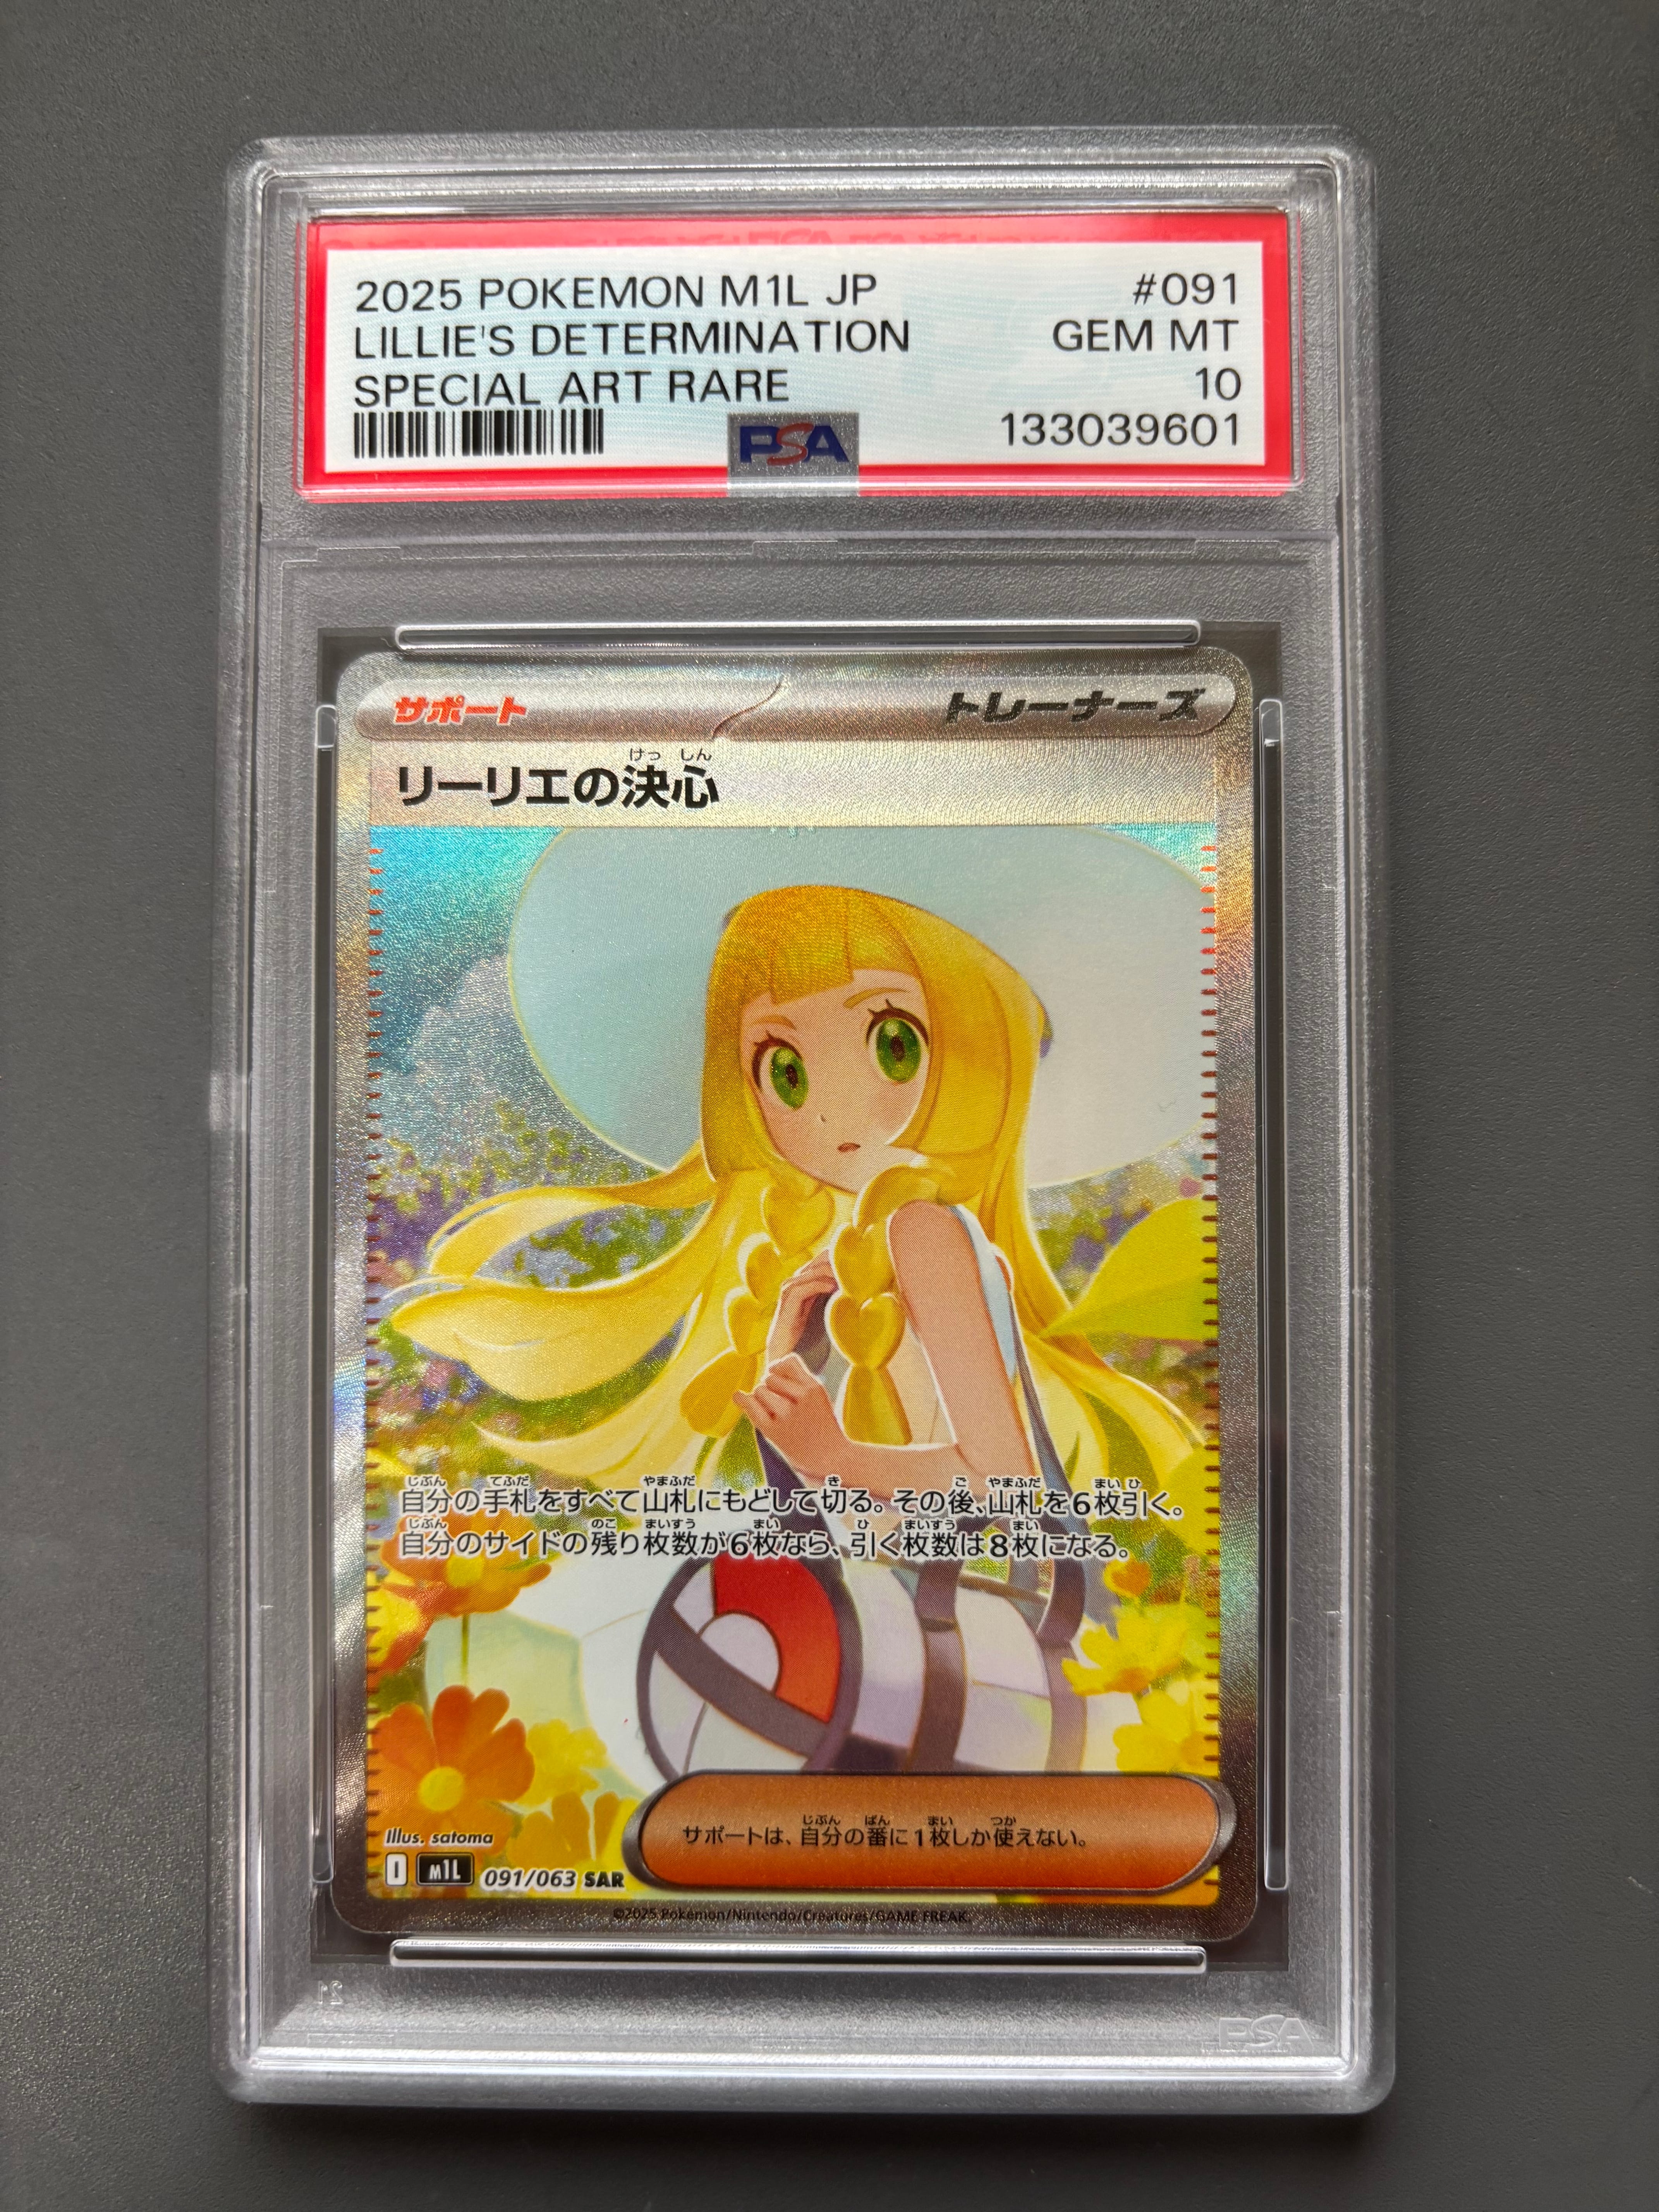 2025 POKEMON M1L JP #091
LILLIE'S DETERMINATION GEM MT
SPECIAL ART RARE 10
133039601
PSA
サポート トレーナーズ
けっ しん
リーリエの決心
じぶん てふだ やまふだ き ご やまふだ まい ひ
自分の手札をすべて山札にもどして切る。その後、山札を6枚引く。
じぶん のこ まいすう まい ひ まいすう まい
自分のサイドの残り枚数が6枚なら、引く枚数は8枚になる。
じぶん ばん まい つか
サポートは、自分の番に1枚しか使えない。
Illus. satoma
I M1L 091/063 SAR
©2025 Pokémon/Nintendo/Creatures/GAME FREAK.
PSA